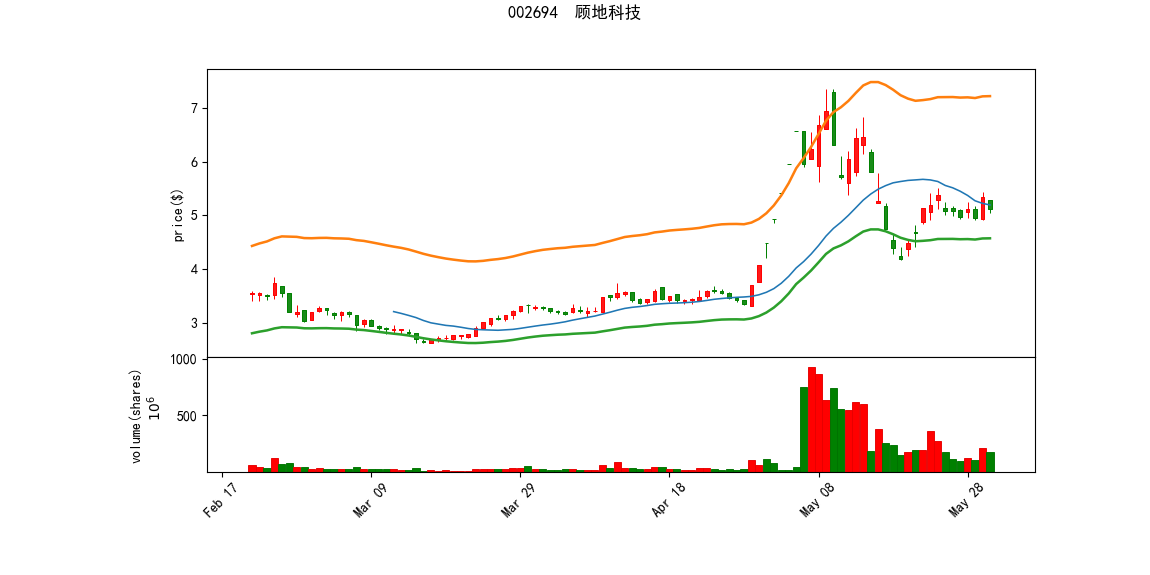 002694  顾地科技
price($)
7
6
5
4
3
volume(shares)
10^6
1000
500
Feb 17
Mar 09
Mar 29
Apr 18
May 08
May 28